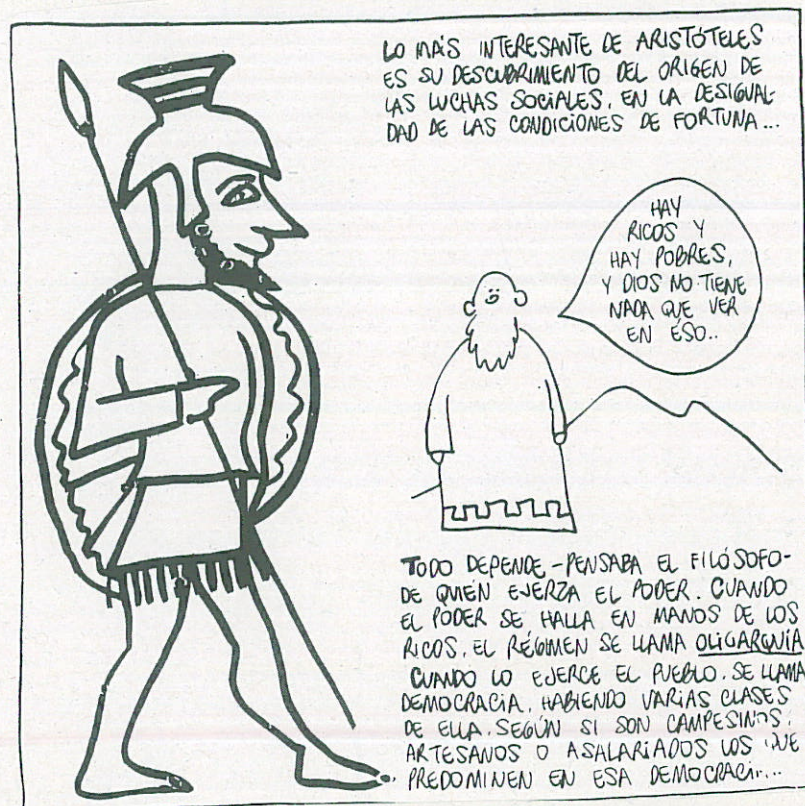 LO MÁS INTERESANTE DE ARISTÓTELES
ES SU DESCUBRIMIENTO DEL ORIGEN DE
LAS LUCHAS SOCIALES, EN LA DESIGUAL-
DAD DE LAS CONDICIONES DE FORTUNA...
HAY
RICOS Y
HAY POBRES,
Y DIOS NO TIENE
NADA QUE VER
EN ÉSO..
TODO DEPENDE - PENSABA EL FILÓSOFO-
DE QUIÉN EJERZA EL PODER. CUANDO
EL PODER SE HALLA EN MANOS DE LOS
RICOS, EL RÉGIMEN SE LLAMA OLIGARQUÍA
CUANDO LO EJERCE EL PUEBLO, SE LLAMA
DEMOCRACIA, HABIENDO VARIAS CLASES
DE ELLA, SEGÚN SI SON CAMPESINOS,
ARTESANOS O ASALARIADOS LOS QUE
PREDOMINEN EN ESA